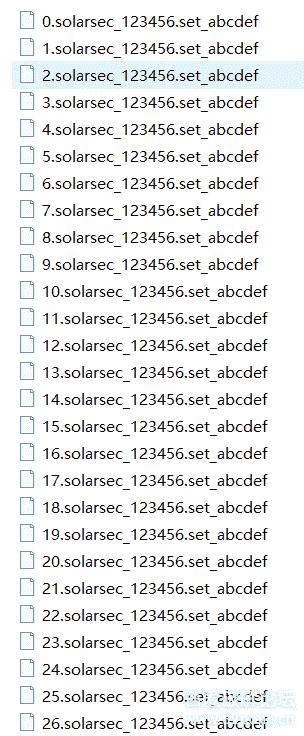 0.solarsec_123456.set_abcdef
1.solarsec_123456.set_abcdef
2.solarsec_123456.set_abcdef
3.solarsec_123456.set_abcdef
4.solarsec_123456.set_abcdef
5.solarsec_123456.set_abcdef
6.solarsec_123456.set_abcdef
7.solarsec_123456.set_abcdef
8.solarsec_123456.set_abcdef
9.solarsec_123456.set_abcdef
10.solarsec_123456.set_abcdef
11.solarsec_123456.set_abcdef
12.solarsec_123456.set_abcdef
13.solarsec_123456.set_abcdef
14.solarsec_123456.set_abcdef
15.solarsec_123456.set_abcdef
16.solarsec_123456.set_abcdef
17.solarsec_123456.set_abcdef
18.solarsec_123456.set_abcdef
19.solarsec_123456.set_abcdef
20.solarsec_123456.set_abcdef
21.solarsec_123456.set_abcdef
22.solarsec_123456.set_abcdef
23.solarsec_123456.set_abcdef
24.solarsec_123456.set_abcdef
25.solarsec_123456.set_abcdef
26.solarsec_123456.set_abcdef